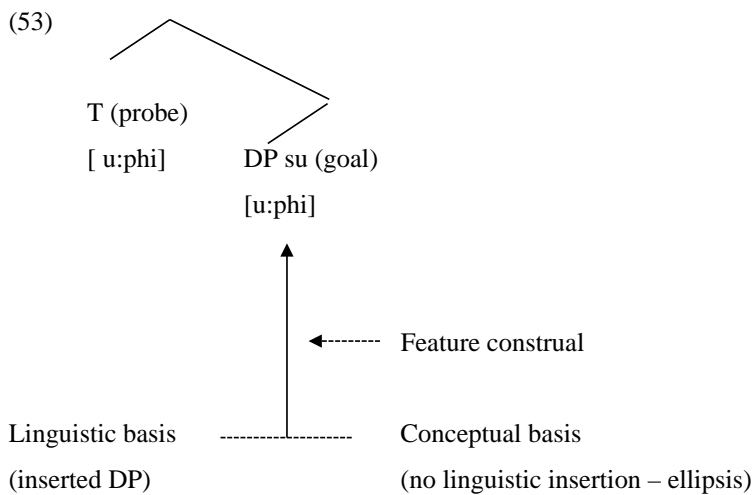 (53)
T (probe)
[ u:phi] DP su (goal)
[u:phi]
Feature construal
Linguistic basis Conceptual basis
(inserted DP) (no linguistic insertion – ellipsis)